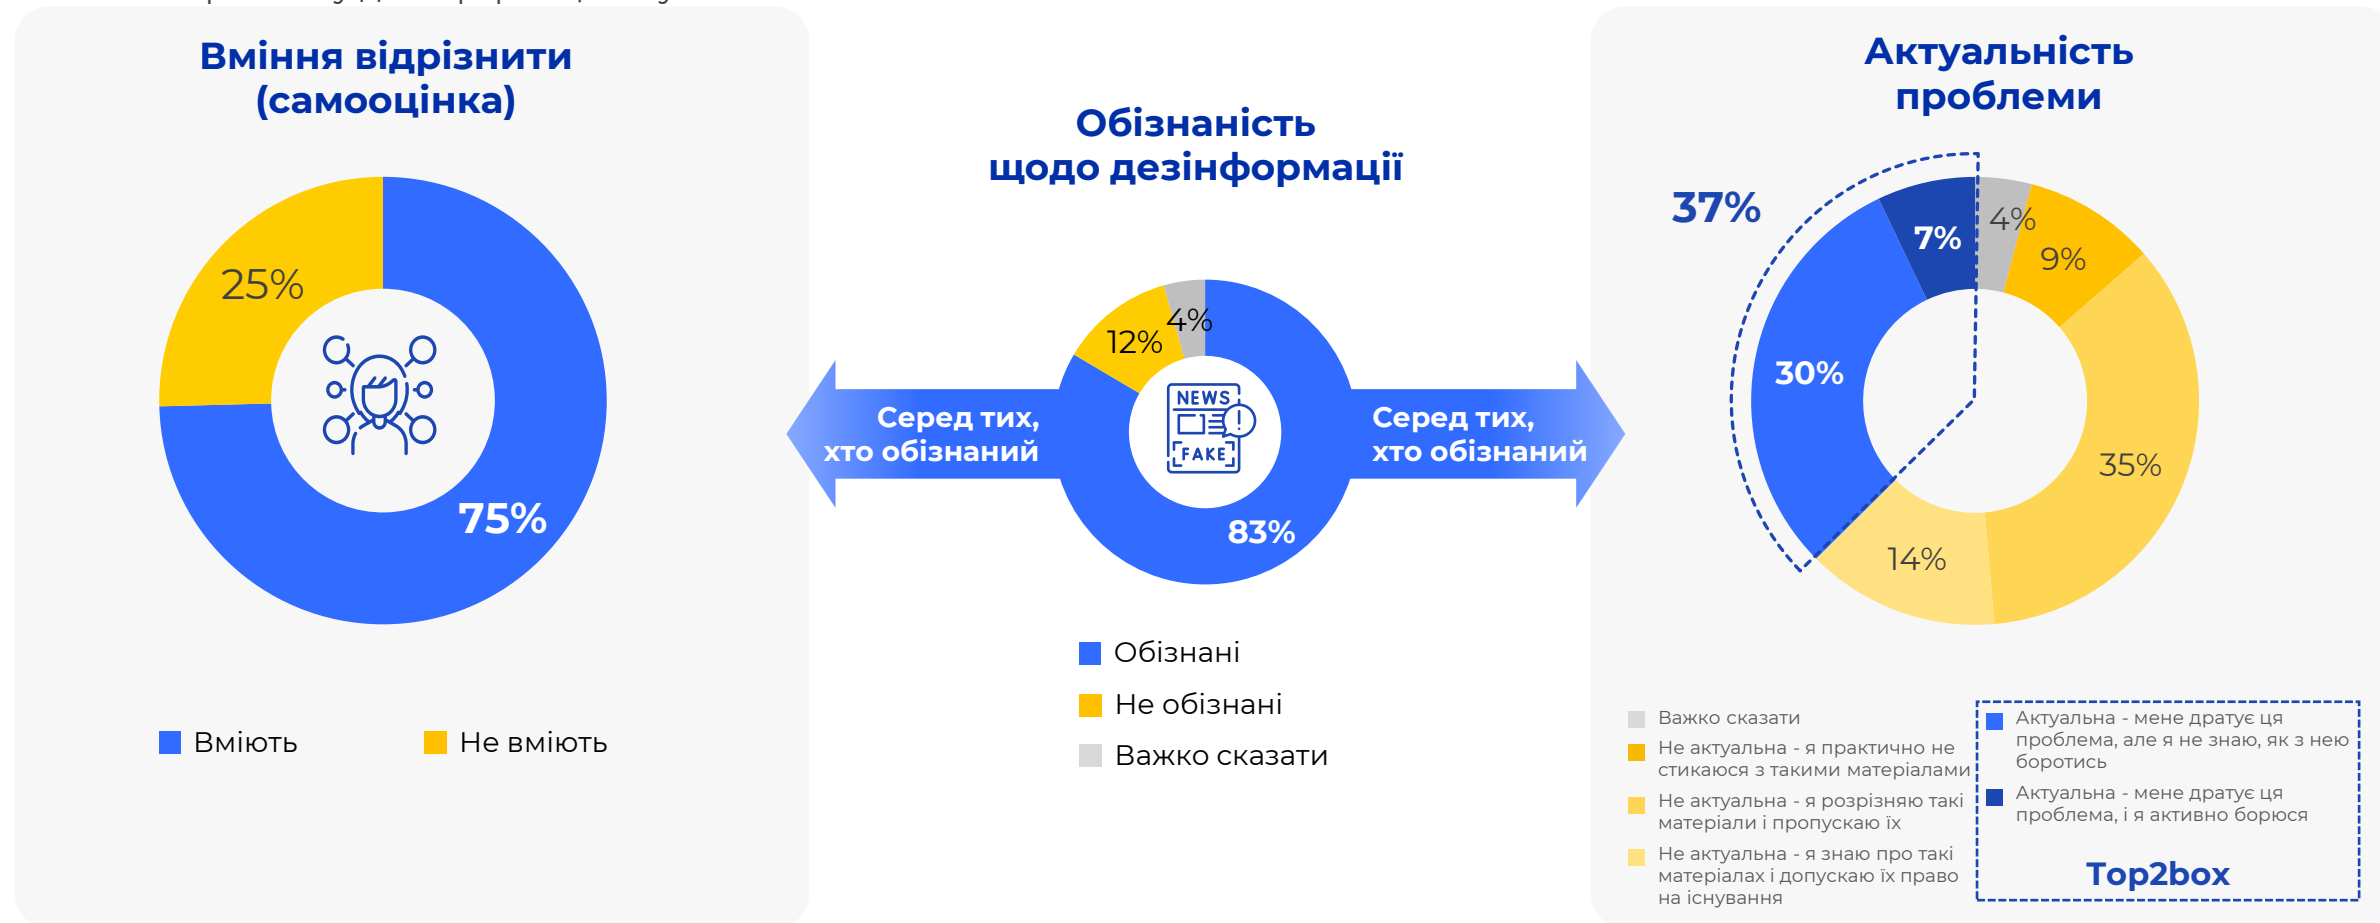 Вміння відрізнити
(самооцінка)
25%
75%
Вміють
Не вміють
Обізнаність
щодо дезінформації
12%
4%
83%
NEWS
FAKE
Серед тих,
хто обізнаний
Серед тих,
хто обізнаний
Обізнані
Не обізнані
Важко сказати
Актуальність
проблеми
37%
7%
4%
9%
30%
35%
14%
Важко сказати
Не актуальна - я практично не
стикаюся з такими матеріалами
Не актуальна - я розрізняю такі
матеріали і пропускаю їх
Не актуальна - я знаю про такі
матеріалах і допускаю їх право
на існування
Актуальна - мене дратує ця
проблема, але я не знаю, як з нею
боротись
Актуальна - мене дратує ця
проблема, і я активно борюся
Top2box